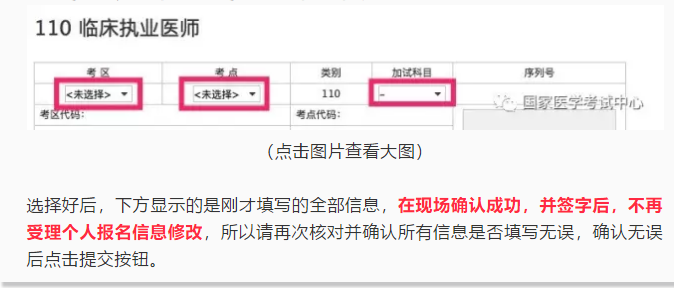 110 临床执业医师
考 区 考 点 类别 加试科目 序列号
<未选择> <未选择> 110 –
国家医学考试中心
考区代码： 考点代码：
（点击图片查看大图）
选择好后，下方显示的是刚才填写的全部信息，在现场确认成功，并签字后，不再
受理个人报名信息修改，所以请再次核对并确认所有信息是否填写无误，确认无误
后点击提交按钮。